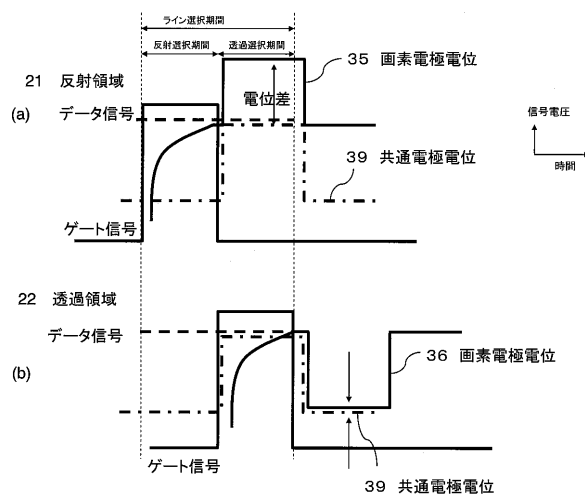 ライン選択期間
反射選択期間
透過選択期間
35 画素電極電位
21 反射領域
電位差
(a)
データ信号
信号電圧
39 共通電極電位
時間
ゲート信号
22 透過領域
データ信号
36 画素電極電位
(b)
ゲート信号
39 共通電極電位